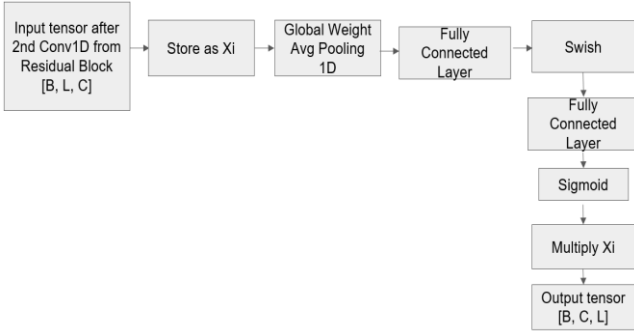 Input tensor after
2nd Conv1D from
Residual Block
[B, L, C]
Store as Xi
Global Weight
Avg Pooling
1D
Fully
Connected
Layer
Swish
Fully
Connected
Layer
Sigmoid
Multiply Xi
Output tensor
[B, C, L]